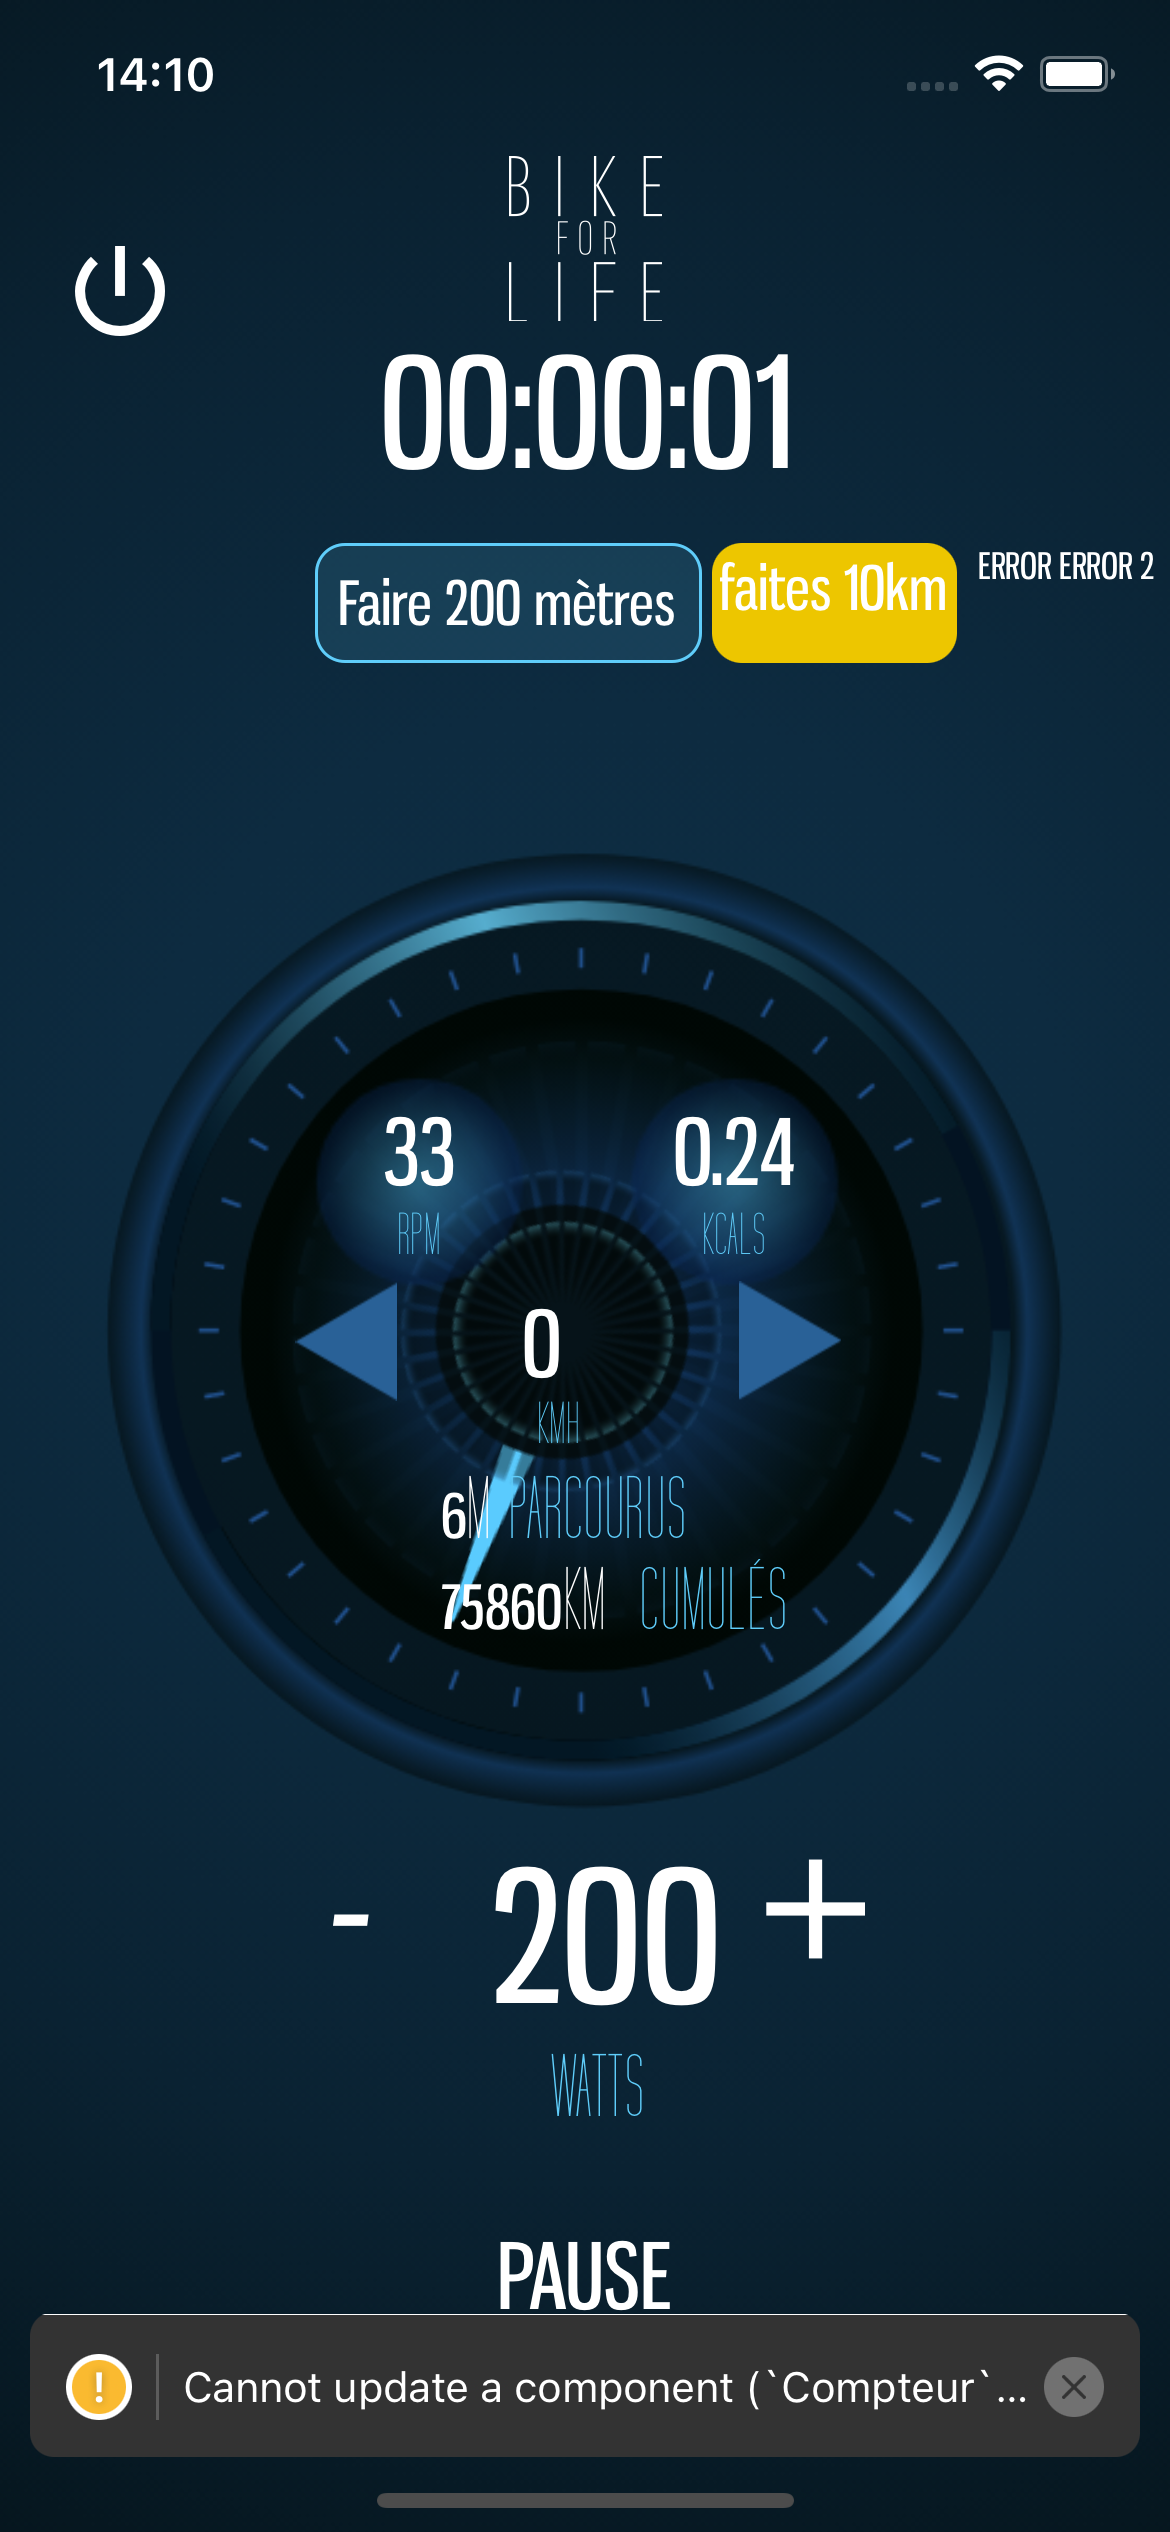 14:10
BIKE
FOR
LIFE
00:00:01
Faire 200 mètres
faites 10km
ERROR ERROR 2
33
RPM
0.24
KCALS
0
KMH
6M PARCOURUS
75860KM CUMULÉS
- 200 +
WATTS
PAUSE
Cannot update a component (`Compteur`...